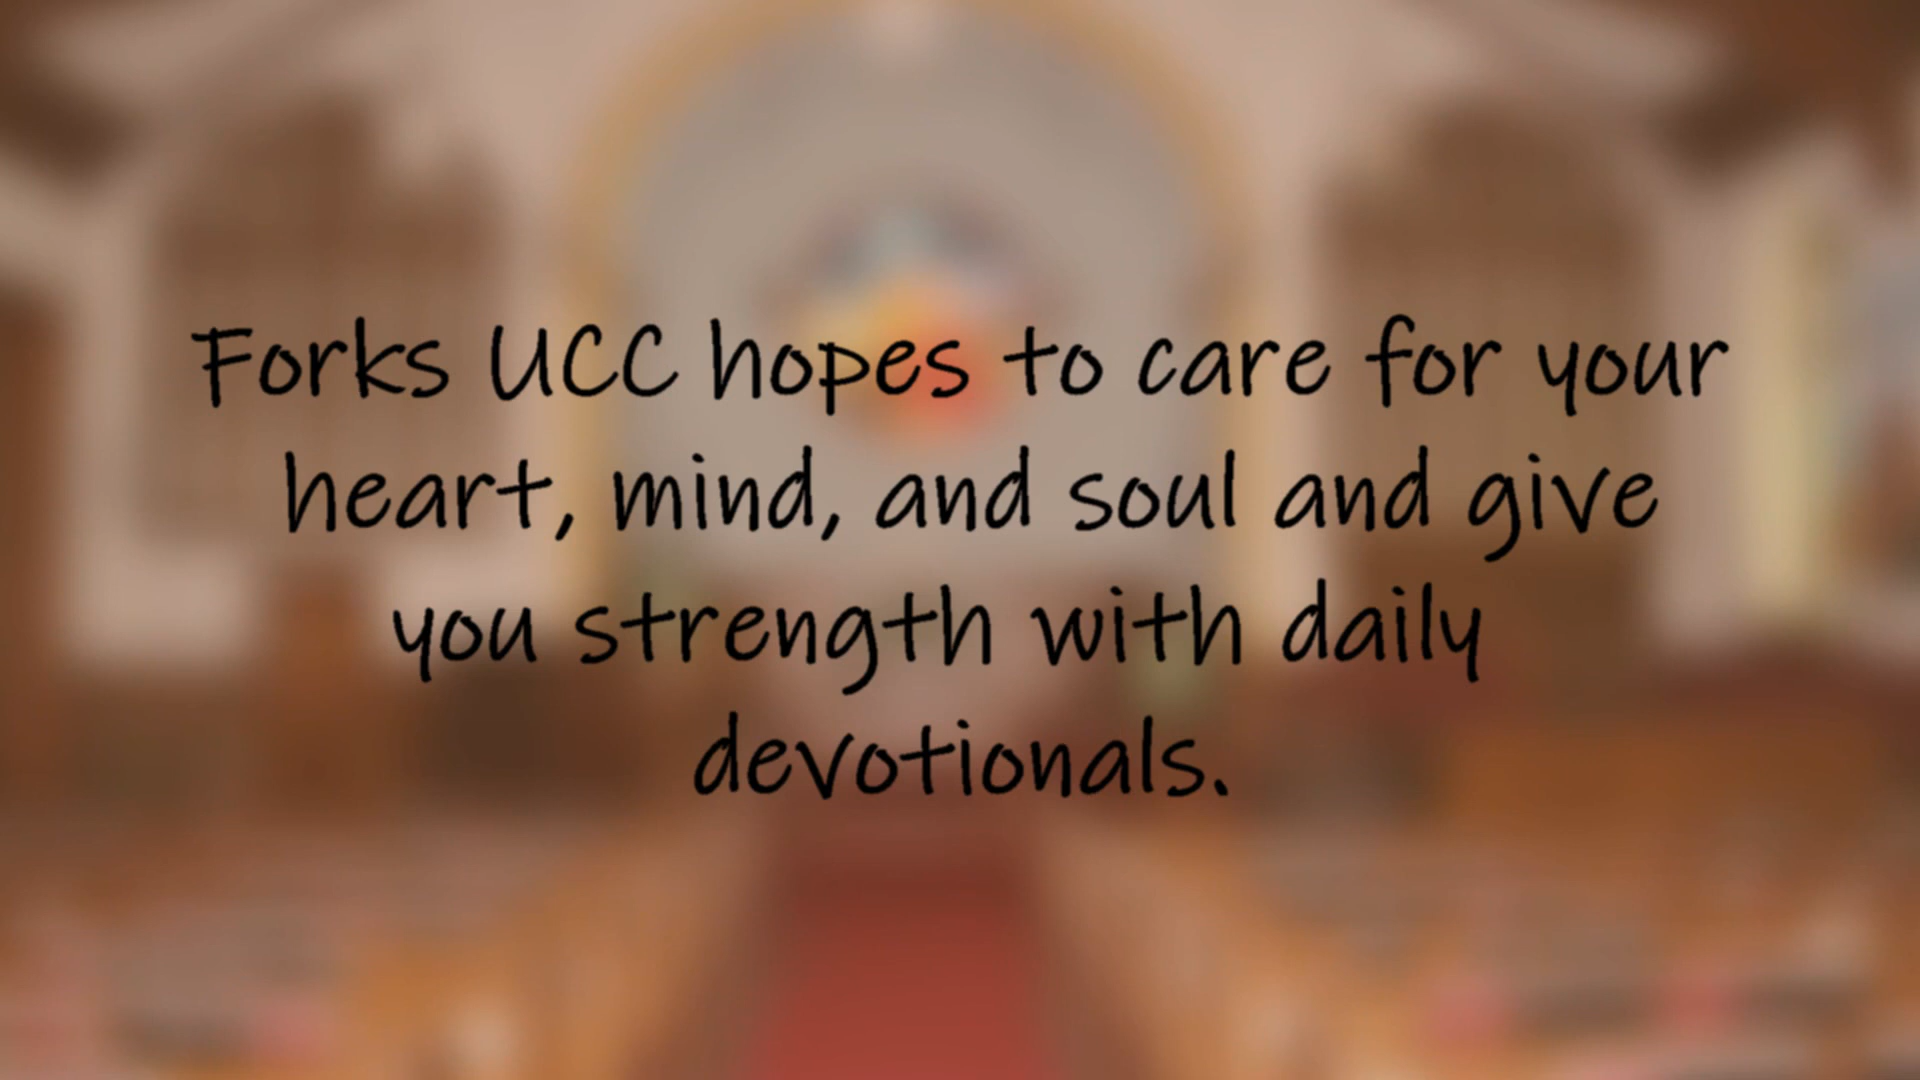 Forks UCC hopes to care for your
heart, mind, and soul and give
you strength with daily
devotionals.